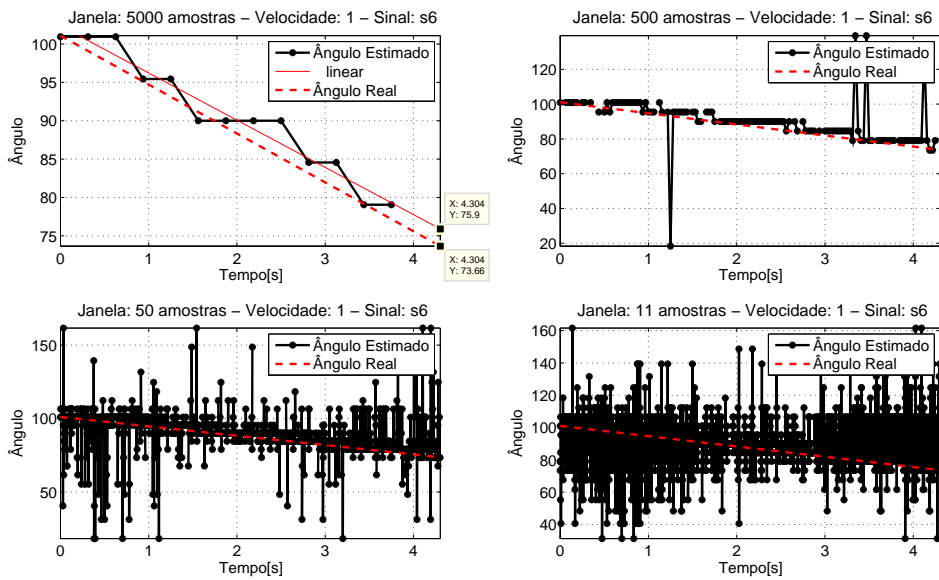 Janela: 5000 amostras – Velocidade: 1 – Sinal: s6
100
95
90
85
80
75
0
1
2
3
4
Ângulo
Tempo[s]
Ângulo Estimado
linear
Ângulo Real
X: 4.304
Y: 75.9
X: 4.304
Y: 73.66
Janela: 500 amostras – Velocidade: 1 – Sinal: s6
120
100
80
60
40
20
0
1
2
3
4
Ângulo
Tempo[s]
Ângulo Estimado
Ângulo Real
Janela: 50 amostras – Velocidade: 1 – Sinal: s6
150
100
50
0
1
2
3
4
Ângulo
Tempo[s]
Ângulo Estimado
Ângulo Real
Janela: 11 amostras – Velocidade: 1 – Sinal: s6
160
140
120
100
80
60
40
0
1
2
3
4
Ângulo
Tempo[s]
Ângulo Estimado
Ângulo Real